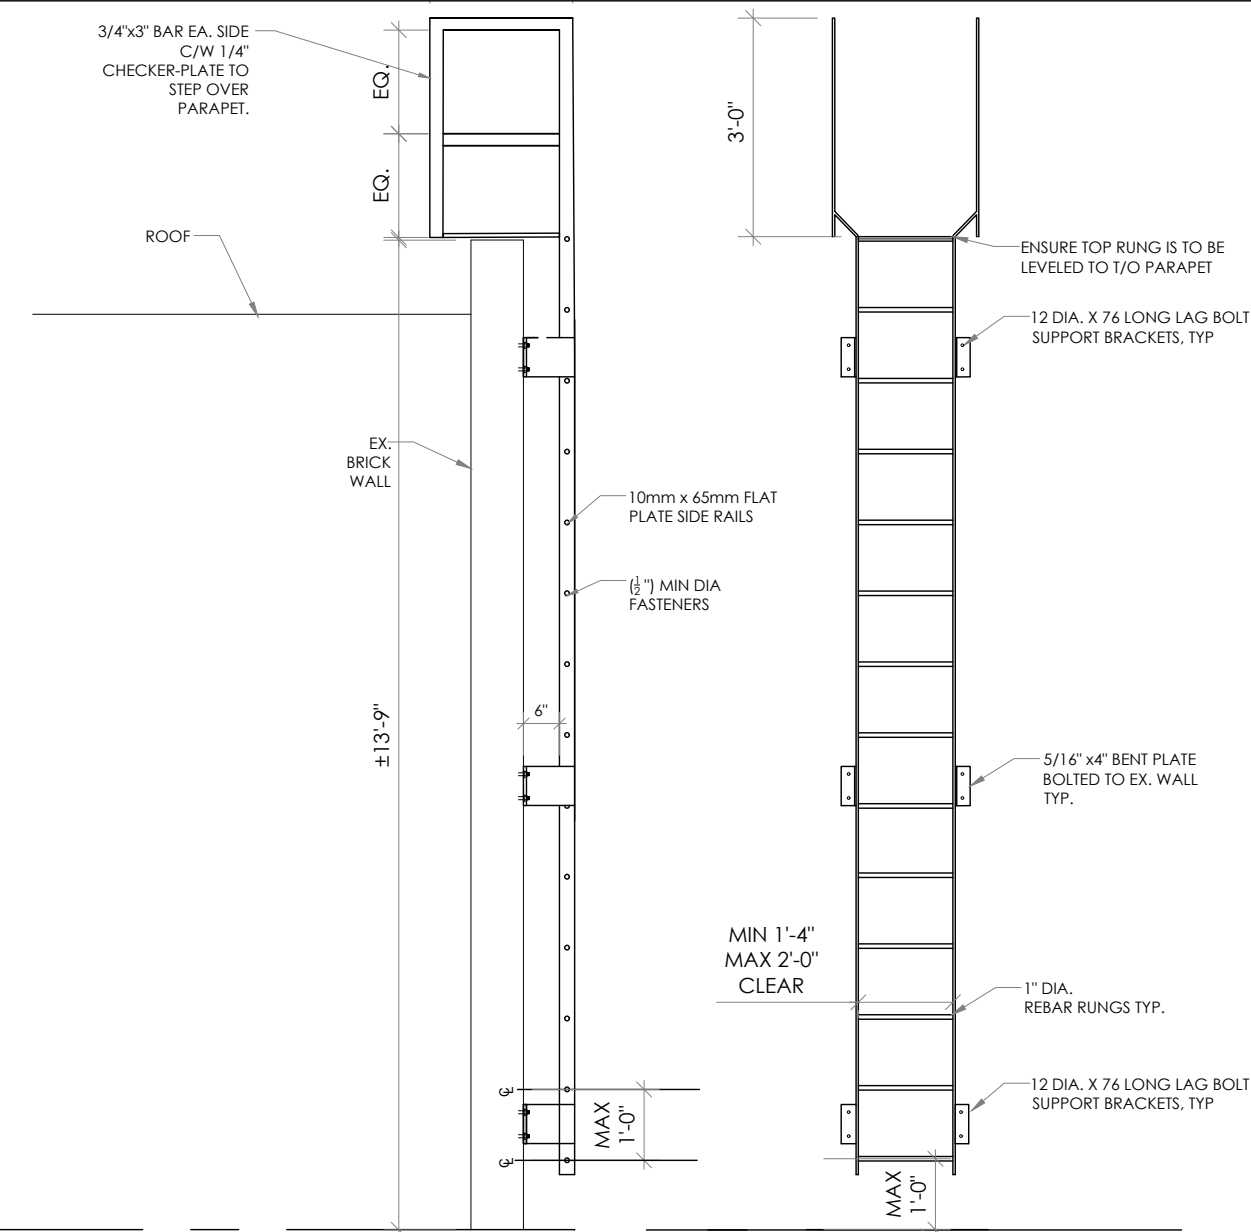 3/4"x3" BAR EA. SIDE
C/W 1/4"
CHECKER-PLATE TO
STEP OVER
PARAPET.
EQ.
EQ.
ROOF
EX.
BRICK
WALL
±13'-9"
6"
10mm x 65mm FLAT
PLATE SIDE RAILS
(1/2") MIN DIA
FASTENERS
MAX
1'-0"
3'-0"
ENSURE TOP RUNG IS TO BE
LEVELED TO T/O PARAPET
12 DIA. X 76 LONG LAG BOLT
SUPPORT BRACKETS, TYP
5/16" x4" BENT PLATE
BOLTED TO EX. WALL
TYP.
MIN 1'-4"
MAX 2'-0"
CLEAR
1" DIA.
REBAR RUNGS TYP.
12 DIA. X 76 LONG LAG BOLT
SUPPORT BRACKETS, TYP
MAX
1'-0"